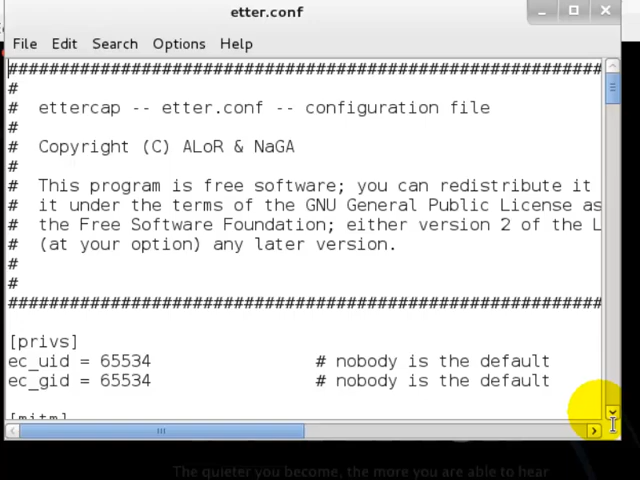 etter.conf
File Edit Search Options Help
##########################################################
#
# ettercap -- etter.conf -- configuration file
#
# Copyright (C) ALoR & NaGA
#
# This program is free software; you can redistribute it
# it under the terms of the GNU General Public License as
# the Free Software Foundation; either version 2 of the L
# (at your option) any later version.
#
#
##########################################################
[privs]
ec_uid = 65534 # nobody is the default
ec_gid = 65534 # nobody is the default
[mitm]
The quieter you become, the more you are able to hear